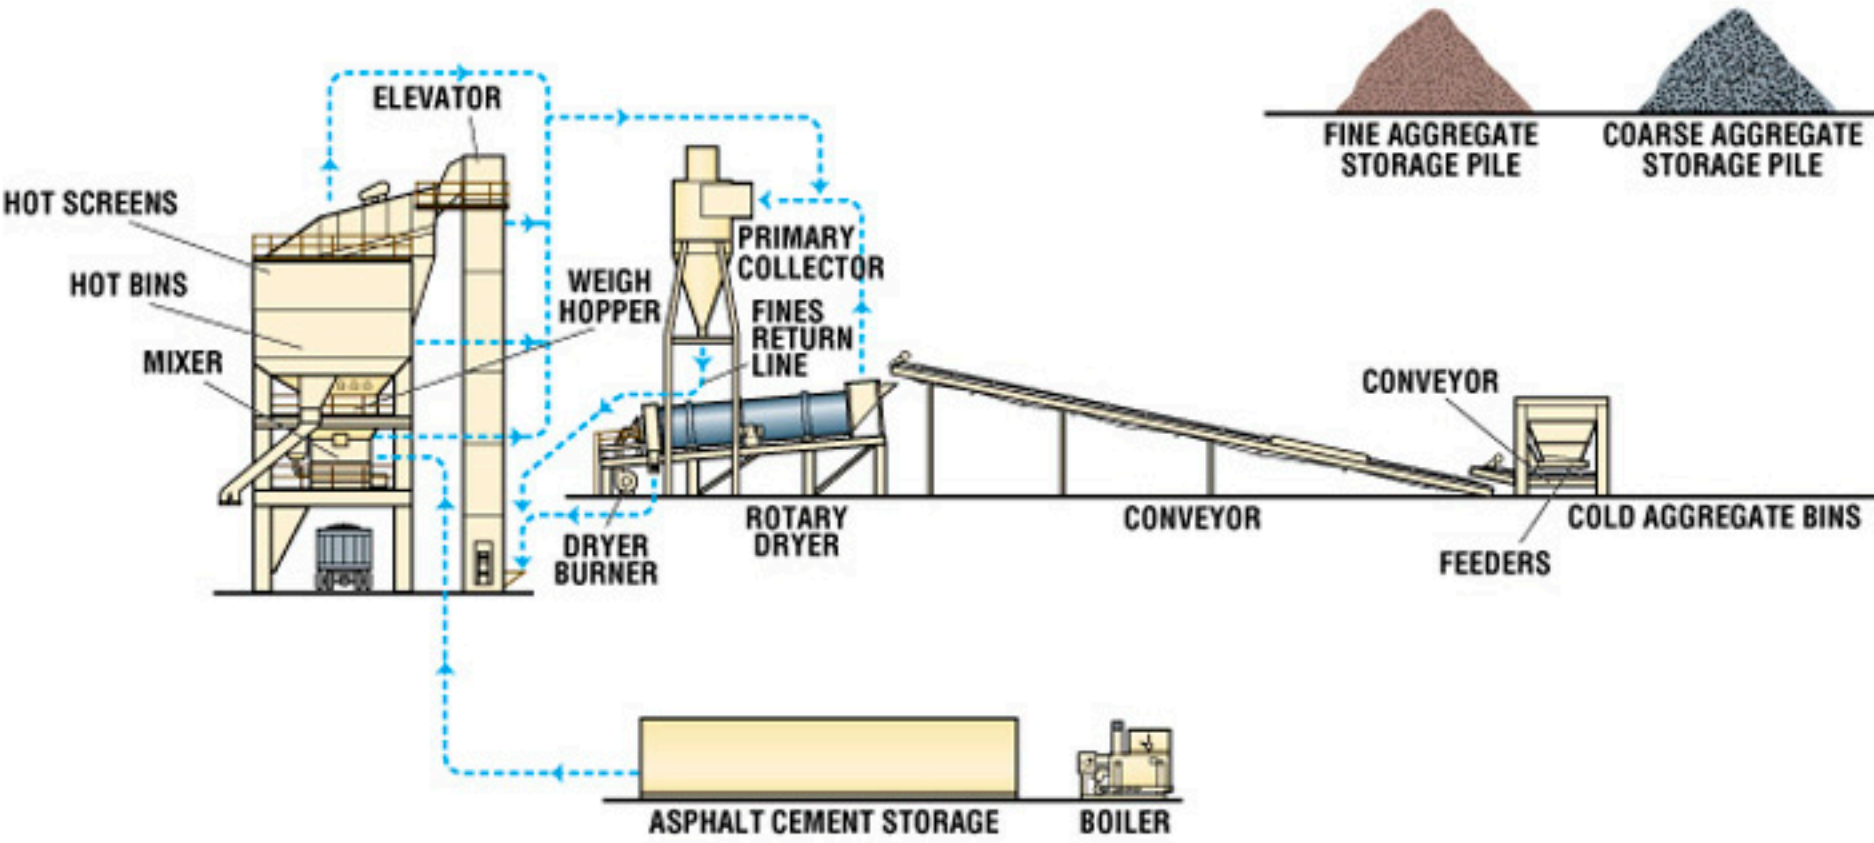 ELEVATOR
FINE AGGREGATE
STORAGE PILE
COARSE AGGREGATE
STORAGE PILE
HOT SCREENS
HOT BINS
MIXER
WEIGH
HOPPER
PRIMARY
COLLECTOR
FINES
RETURN
LINE
CONVEYOR
DRYER
BURNER
ROTARY
DRYER
CONVEYOR
COLD AGGREGATE BINS
FEEDERS
ASPHALT CEMENT STORAGE
BOILER